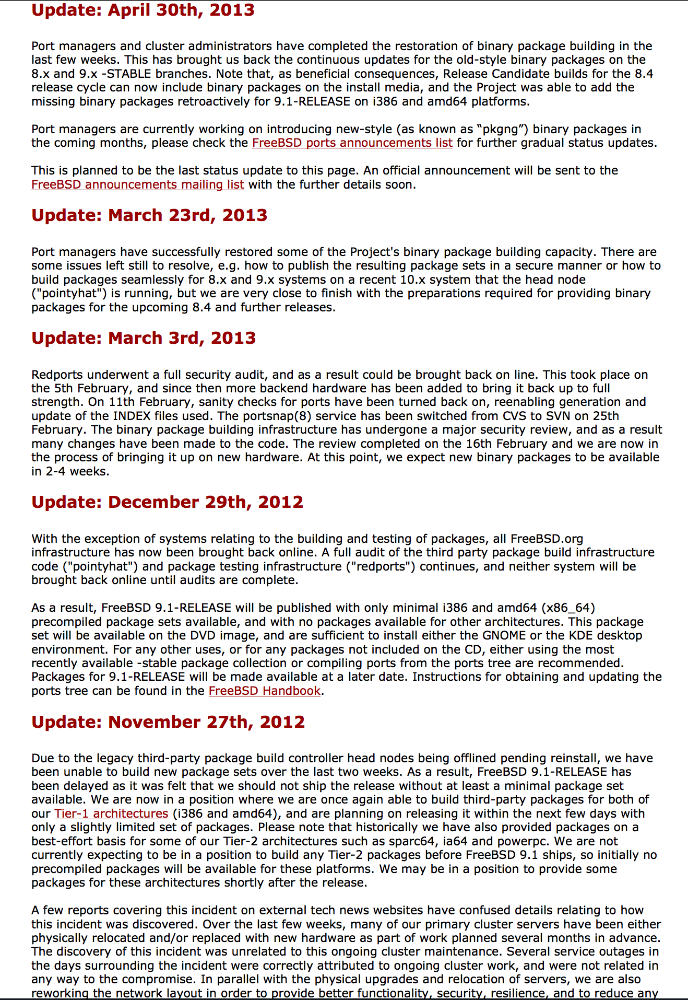 Update: April 30th, 2013
Port managers and cluster administrators have completed the restoration of binary package building in the
last few weeks. This has brought us back the continuous updates for the old-style binary packages on the
8.x and 9.x -STABLE branches. Note that, as beneficial consequences, Release Candidate builds for the 8.4
release cycle can now include binary packages on the install media, and the Project was able to add the
missing binary packages retroactively for 9.1-RELEASE on i386 and amd64 platforms.
Port managers are currently working on introducing new-style (as known as “pkgng”) binary packages in
the coming months, please check the FreeBSD ports announcements list for further gradual status updates.
This is planned to be the last status update to this page. An official announcement will be sent to the
FreeBSD announcements mailing list with the further details soon.
Update: March 23rd, 2013
Port managers have successfully restored some of the Project's binary package building capacity. There are
some issues left still to resolve, e.g. how to publish the resulting package sets in a secure manner or how to
build packages seamlessly for 8.x and 9.x systems on a recent 10.x system that the head node
("pointyhat") is running, but we are very close to finish with the preparations required for providing binary
packages for the upcoming 8.4 and further releases.
Update: March 3rd, 2013
Redports underwent a full security audit, and as a result could be brought back on line. This took place on
the 5th February, and since then more backend hardware has been added to bring it back up to full
strength. On 11th February, sanity checks for ports have been turned back on, reenabling generation and
update of the INDEX files used. The portsnap(8) service has been switched from CVS to SVN on 25th
February. The binary package building infrastructure has undergone a major security review, and as a result
many changes have been made to the code. The review completed on the 16th February and we are now in
the process of bringing it up on new hardware. At this point, we expect new binary packages to be available
in 2-4 weeks.
Update: December 29th, 2012
With the exception of systems relating to the building and testing of packages, all FreeBSD.org
infrastructure has now been brought back online. A full audit of the third party package build infrastructure
code ("pointyhat") and package testing infrastructure ("redports") continues, and neither system will be
brought back online until audits are complete.
As a result, FreeBSD 9.1-RELEASE will be published with only minimal i386 and amd64 (x86_64)
precompiled package sets available, and with no packages available for other architectures. This package
set will be available on the DVD image, and are sufficient to install either the GNOME or the KDE desktop
environment. For any other uses, or for any packages not included on the CD, either using the most
recently available -stable package collection or compiling ports from the ports tree are recommended.
Packages for 9.1-RELEASE will be made available at a later date. Instructions for obtaining and updating the
ports tree can be found in the FreeBSD Handbook.
Update: November 27th, 2012
Due to the legacy third-party package build controller head nodes being offlined pending reinstall, we have
been unable to build new package sets over the last two weeks. As a result, FreeBSD 9.1-RELEASE has
been delayed as it was felt that we should not ship the release without at least a minimal package set
available. We are now in a position where we are once again able to build third-party packages for both of
our Tier-1 architectures (i386 and amd64), and are planning on releasing it within the next few days with
only a slightly limited set of packages. Please note that historically we have also provided packages on a
best-effort basis for some of our Tier-2 architectures such as sparc64, ia64 and powerpc. We are not
currently expecting to be in a position to build any Tier-2 packages before FreeBSD 9.1 ships, so initially no
precompiled packages will be available for these platforms. We may be in a position to provide some
packages for these architectures shortly after the release.
A few reports covering this incident on external tech news websites have confused details relating to how
this incident was discovered. Over the last few weeks, many of our primary cluster servers have been either
physically relocated and/or replaced with new hardware as part of work planned several months in advance.
The discovery of this incident was unrelated to this ongoing cluster maintenance. Several service outages in
the days surrounding the incident were correctly attributed to ongoing cluster work, and were not related in
any way to the compromise. In parallel with the physical upgrades and relocation of servers, we are also
reworking the network layout in order to provide better functionality, security, resilience, and to reduce any